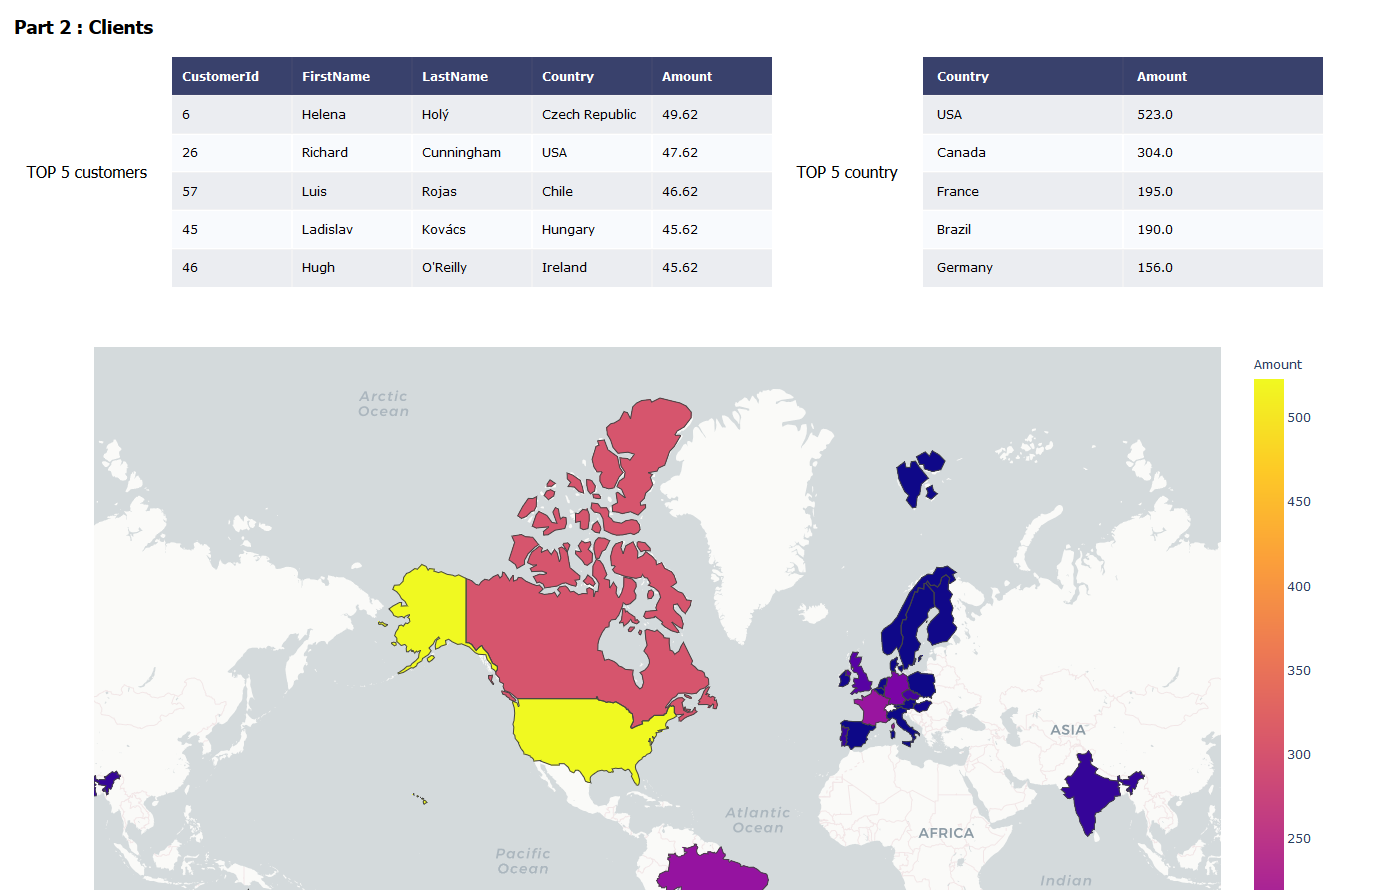 Part 2 : Clients
TOP 5 customers
CustomerId FirstName LastName Country Amount
6 Helena Holý Czech Republic 49.62
26 Richard Cunningham USA 47.62
57 Luis Rojas Chile 46.62
45 Ladislav Kovács Hungary 45.62
46 Hugh O'Reilly Ireland 45.62
TOP 5 country
Country Amount
USA 523.0
Canada 304.0
France 195.0
Brazil 190.0
Germany 156.0
Arctic
Ocean
ASIA
Atlantic
Ocean
AFRICA
Pacific
Ocean
Indian
Amount
500
450
400
350
300
250